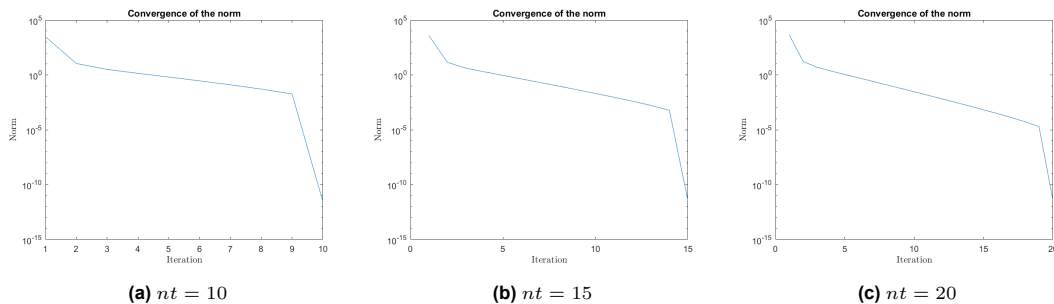 Convergence of the norm
10^5
10^0
10^-5
10^-10
10^-15
Norm
1 2 3 4 5 6 7 8 9 10
Iteration
(a) nt = 10
Convergence of the norm
10^5
10^0
10^-5
10^-10
10^-15
Norm
0 5 10 15
Iteration
(b) nt = 15
Convergence of the norm
10^5
10^0
10^-5
10^-10
10^-15
Norm
0 5 10 15 20
Iteration
(c) nt = 20